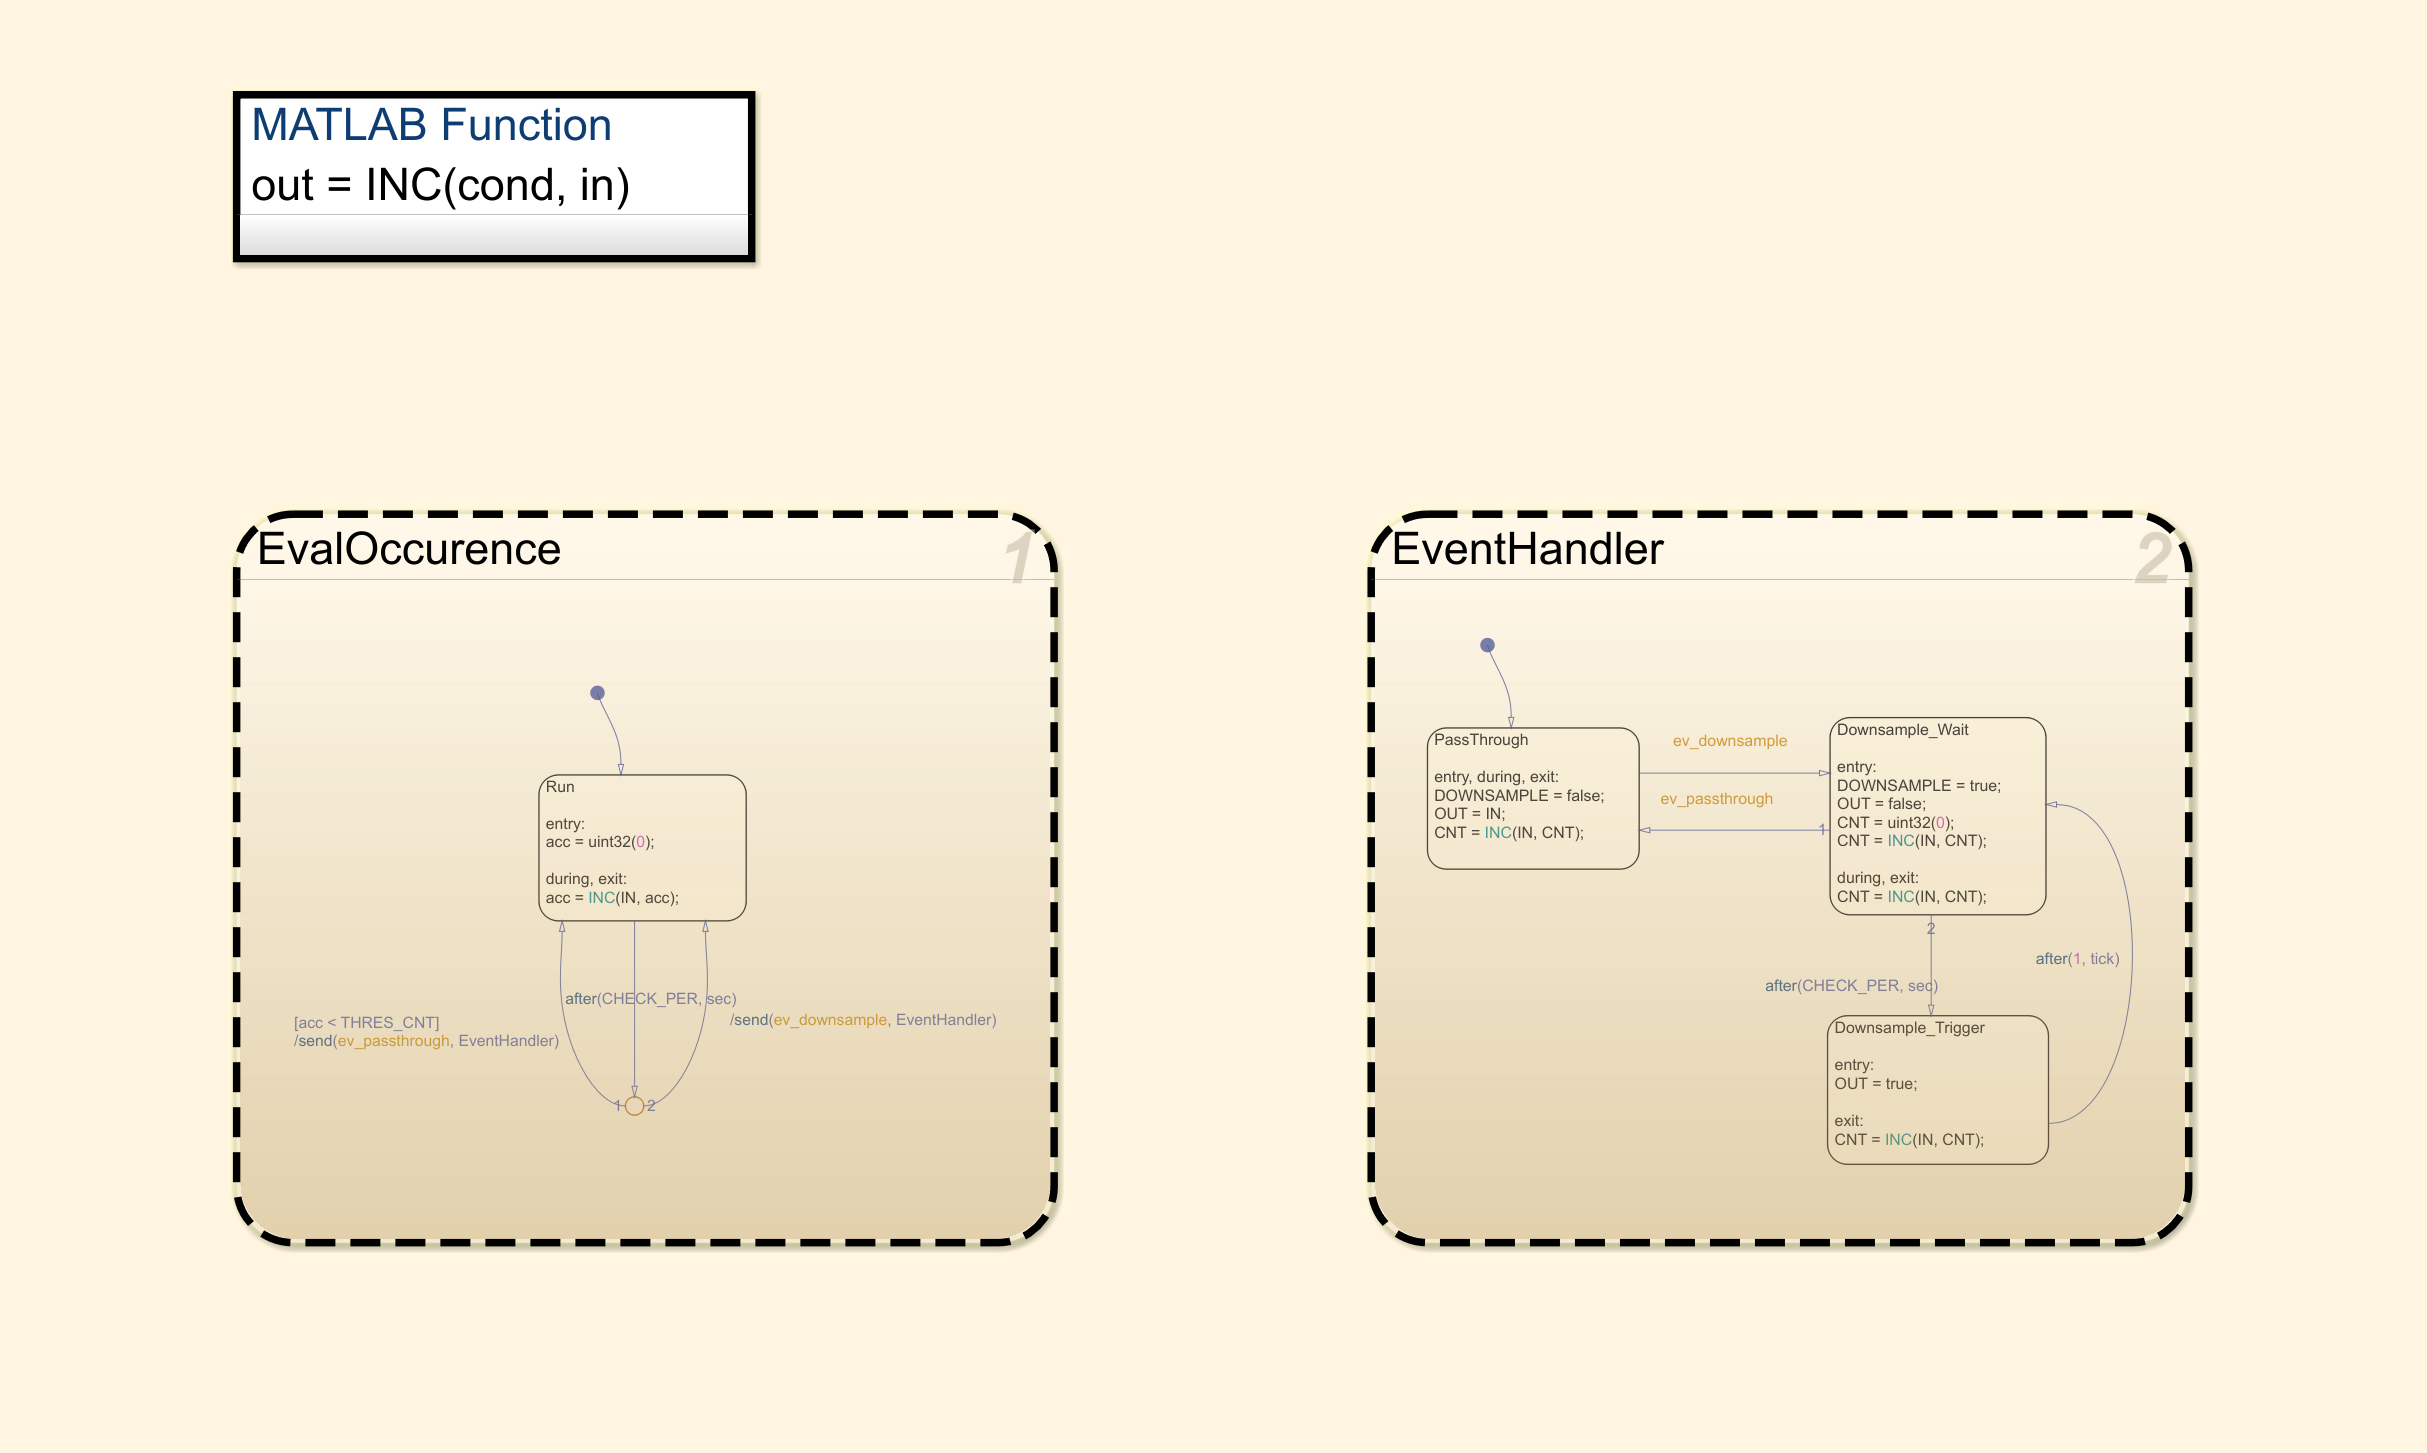 MATLAB Function
out = INC(cond, in)
EvalOccurence
1
Run
entry:
acc = uint32(0);
during, exit:
acc = INC(IN, acc);
after(CHECK_PER, sec)
[acc < THRES_CNT]
/send(ev_passthrough, EventHandler)
/send(ev_downsample, EventHandler)
1
2
EventHandler
2
PassThrough
entry, during, exit:
DOWNSAMPLE = false;
OUT = IN;
CNT = INC(IN, CNT);
ev_downsample
ev_passthrough
1
Downsample_Wait
entry:
DOWNSAMPLE = true;
OUT = false;
CNT = uint32(0);
CNT = INC(IN, CNT);
during, exit:
CNT = INC(IN, CNT);
2
after(1, tick)
after(CHECK_PER, sec)
Downsample_Trigger
entry:
OUT = true;
exit:
CNT = INC(IN, CNT);